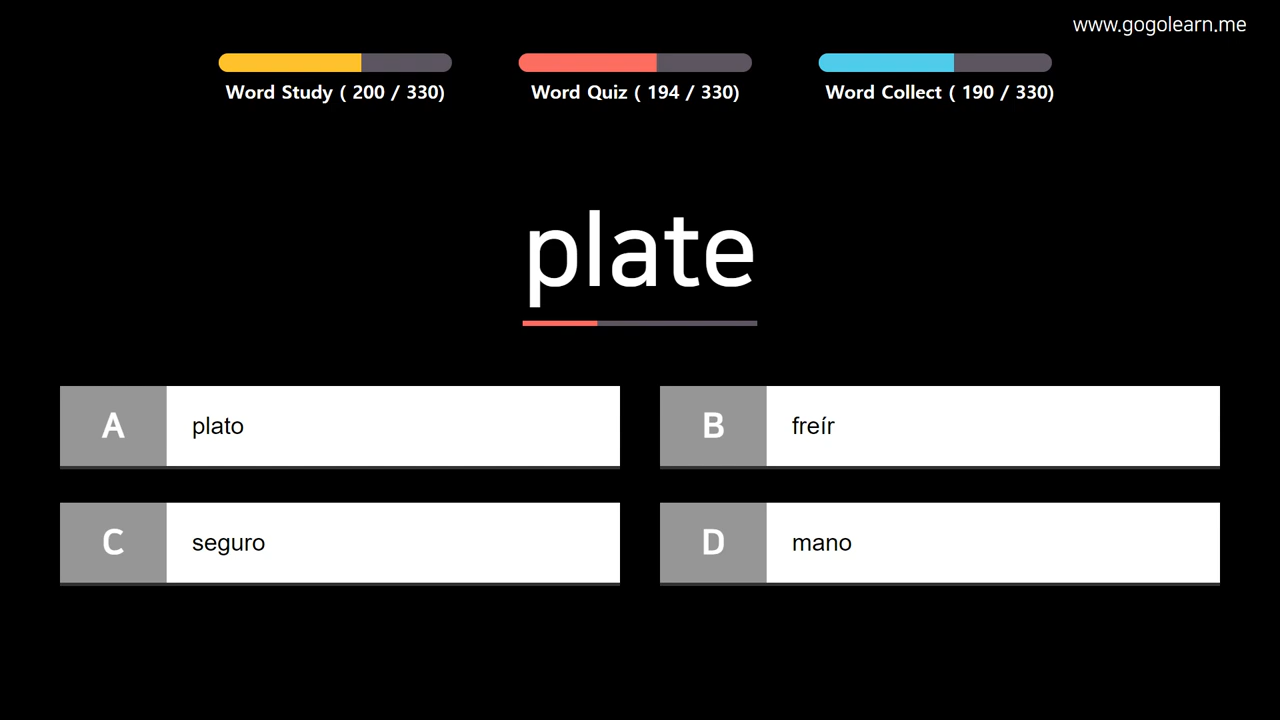 www.gogolearn.me
Word Study ( 200 / 330)
Word Quiz ( 194 / 330)
Word Collect ( 190 / 330)
plate
A plato
B freír
C seguro
D mano